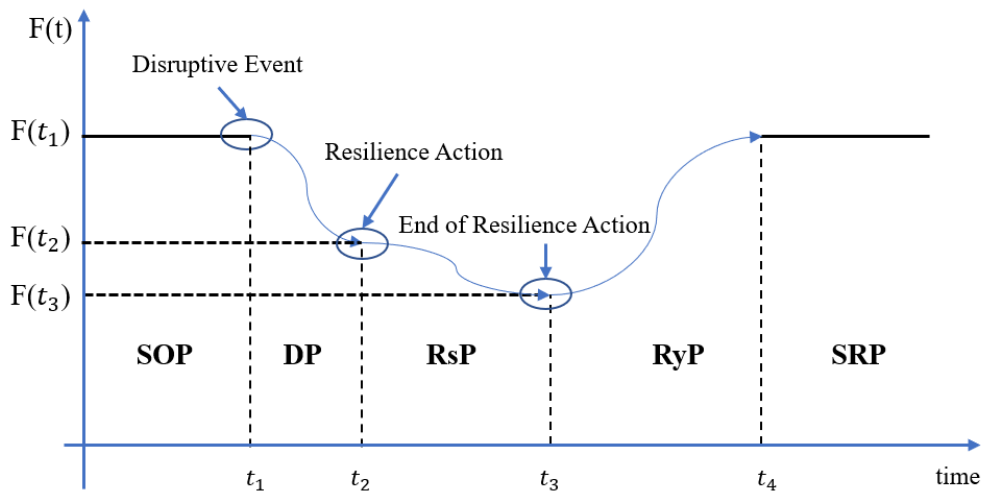 F(t)
Disruptive Event
F(t₁)
Resilience Action
End of Resilience Action
F(t₂)
F(t₃)
SOP DP RsP RyP SRP
t₁ t₂ t₃ t₄ time